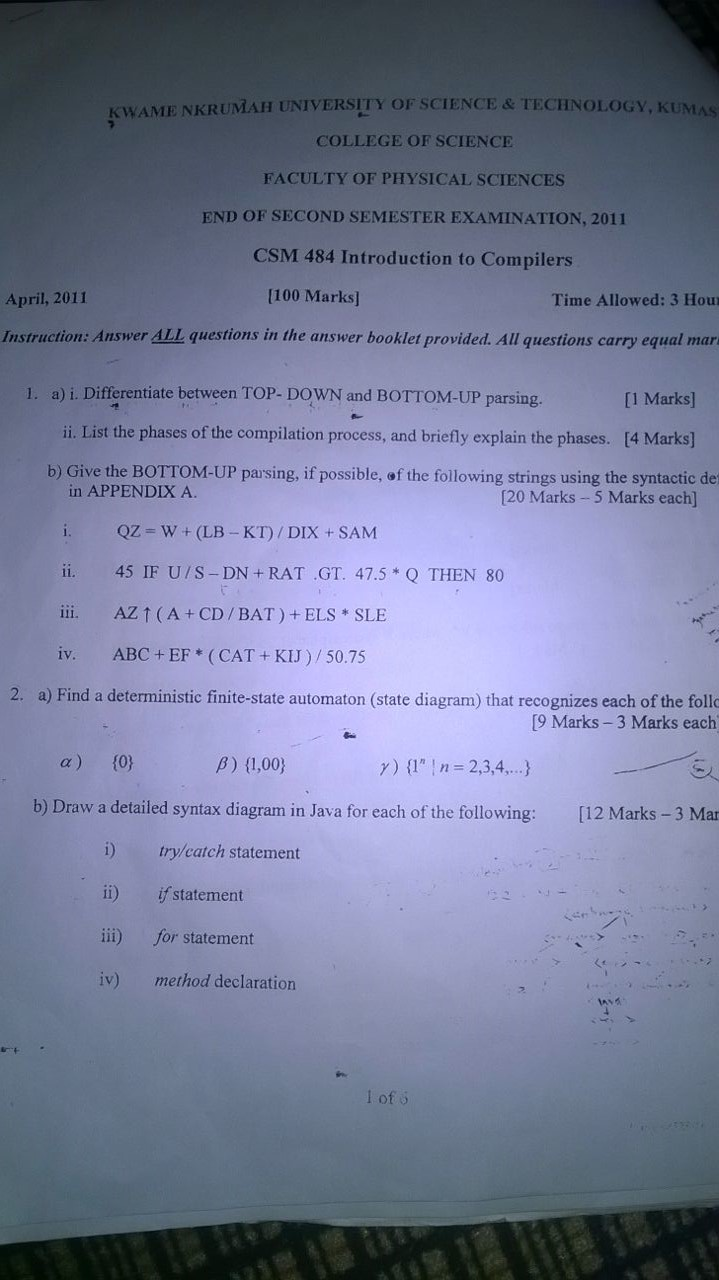 KWAME NKRUMAH UNIVERSITY OF SCIENCE & TECHNOLOGY, KUMAS
COLLEGE OF SCIENCE
FACULTY OF PHYSICAL SCIENCES
END OF SECOND SEMESTER EXAMINATION, 2011
CSM 484 Introduction to Compilers
April, 2011 [100 Marks] Time Allowed: 3 Hour
Instruction: Answer ALL questions in the answer booklet provided. All questions carry equal mar
1. a) i. Differentiate between TOP- DOWN and BOTTOM-UP parsing. [1 Marks]
ii. List the phases of the compilation process, and briefly explain the phases. [4 Marks]
b) Give the BOTTOM-UP parsing, if possible, of the following strings using the syntactic de
in APPENDIX A. [20 Marks – 5 Marks each]
i. QZ = W + (LB – KT) / DIX + SAM
ii. 45 IF U / S – DN + RAT .GT. 47.5 * Q THEN 80
iii. AZ ↑ ( A + CD / BAT ) + ELS * SLE
iv. ABC + EF * ( CAT + KIJ ) / 50.75
2. a) Find a deterministic finite-state automaton (state diagram) that recognizes each of the follo
[9 Marks – 3 Marks each]
α ) {0} β ) {1,00} γ ) {1ⁿ | n = 2,3,4,...}
b) Draw a detailed syntax diagram in Java for each of the following: [12 Marks – 3 Mar
i) try/catch statement
ii) if statement
iii) for statement
iv) method declaration
1 of